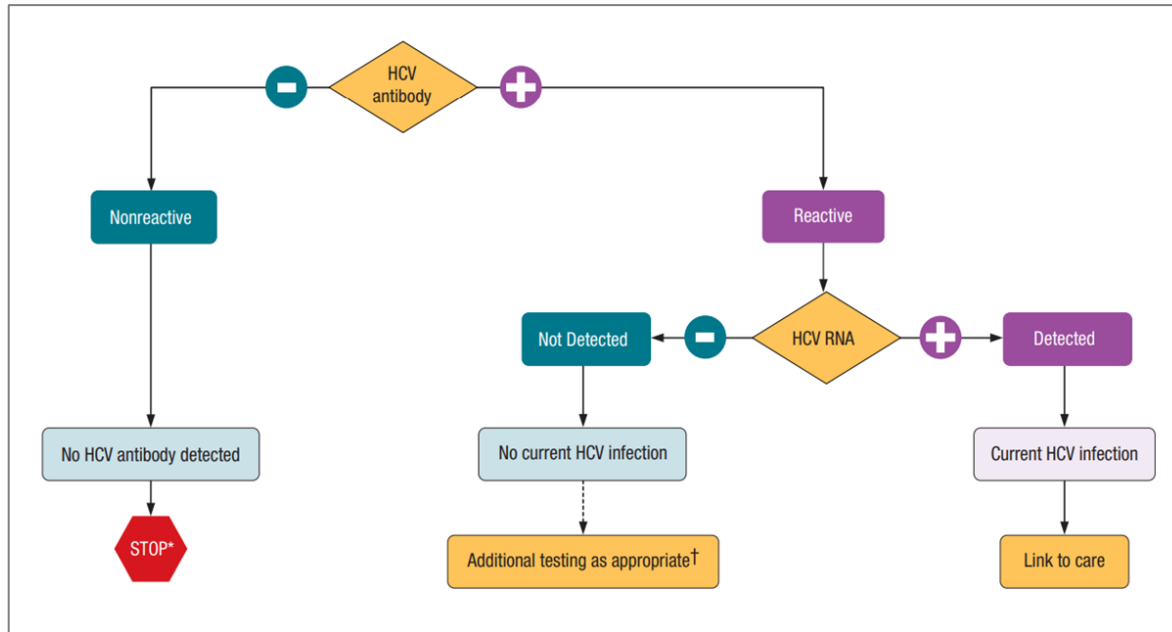 HCV
antibody
Nonreactive
Reactive
Not Detected
HCV RNA
Detected
No HCV antibody detected
No current HCV infection
Current HCV infection
STOP*
Additional testing as appropriate†
Link to care